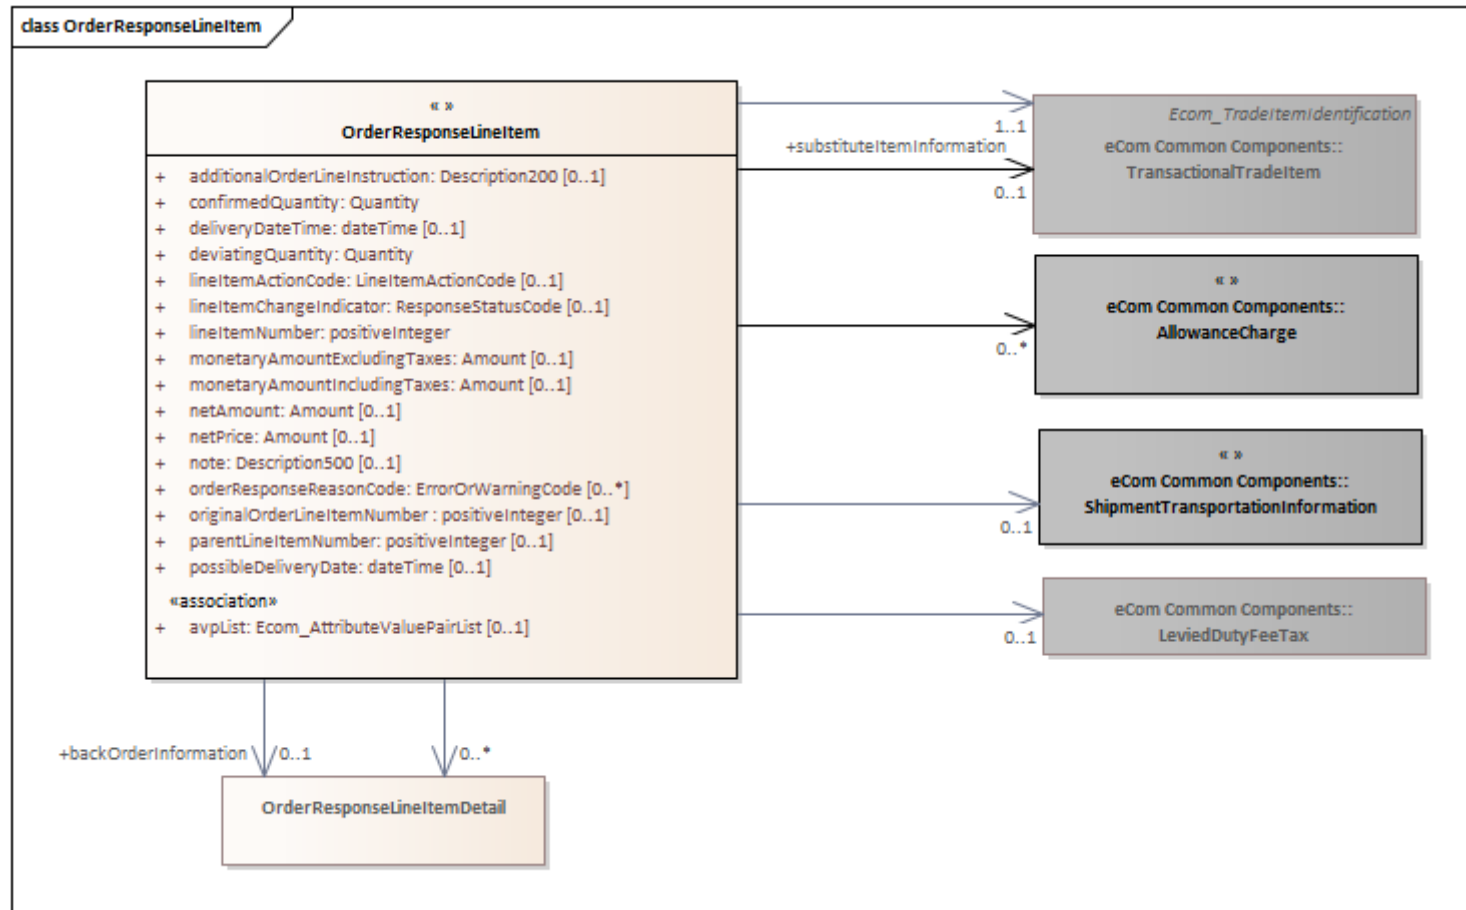 class OrderResponseLineItem
« »
OrderResponseLineItem
+ additionalOrderLineInstruction: Description200 [0..1]
+ confirmedQuantity: Quantity
+ deliveryDateTime: dateTime [0..1]
+ deviatingQuantity: Quantity
+ lineItemActionCode: LineItemActionCode [0..1]
+ lineItemChangeIndicator: ResponseStatusCode [0..1]
+ lineItemNumber: positiveInteger
+ monetaryAmountExcludingTaxes: Amount [0..1]
+ monetaryAmountIncludingTaxes: Amount [0..1]
+ netAmount: Amount [0..1]
+ netPrice: Amount [0..1]
+ note: Description500 [0..1]
+ orderResponseReasonCode: ErrorOrWarningCode [0..*]
+ originalOrderLineItemNumber : positiveInteger [0..1]
+ parentLineItemNumber: positiveInteger [0..1]
+ possibleDeliveryDate: dateTime [0..1]
«association»
+ avpList: Ecom_AttributeValuePairList [0..1]
1..1
+substituteItemInformation
0..1
Ecom_TradeItemIdentification
eCom Common Components::
TransactionalTradeItem
0..*
« »
eCom Common Components::
AllowanceCharge
0..1
« »
eCom Common Components::
ShipmentTransportationInformation
0..1
eCom Common Components::
LeviedDutyFeeTax
+backOrderInformation
0..1
0..*
OrderResponseLineItemDetail